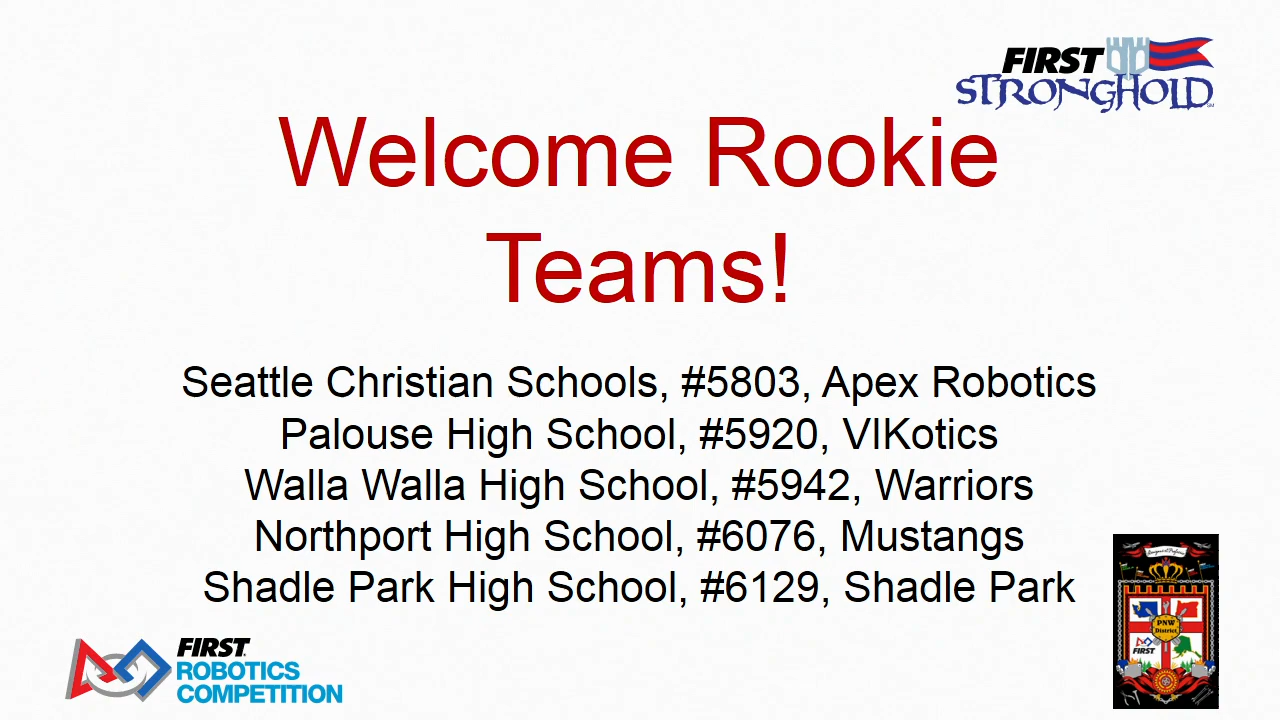 FIRST
STRONGHOLD
SM
Welcome Rookie
Teams!
Seattle Christian Schools, #5803, Apex Robotics
Palouse High School, #5920, VIKotics
Walla Walla High School, #5942, Warriors
Northport High School, #6076, Mustangs
Shadle Park High School, #6129, Shadle Park
PNW
District
FIRST
FIRST
ROBOTICS
COMPETITION